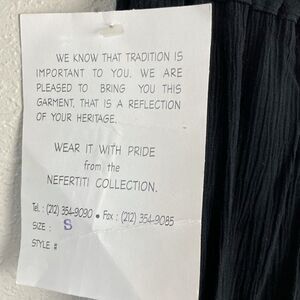 WE KNOW THAT TRADITION IS
IMPORTANT TO YOU. WE ARE
PLEASED TO BRING YOU THIS
GARMENT, THAT IS A REFLECTION
OF YOUR HERITAGE.
WEAR IT WITH PRIDE
from the
NEFERTITI COLLECTION.
Tel. : (212) 354-9090 • Fax : (212) 354-9085
SIZE : S
STYLE #